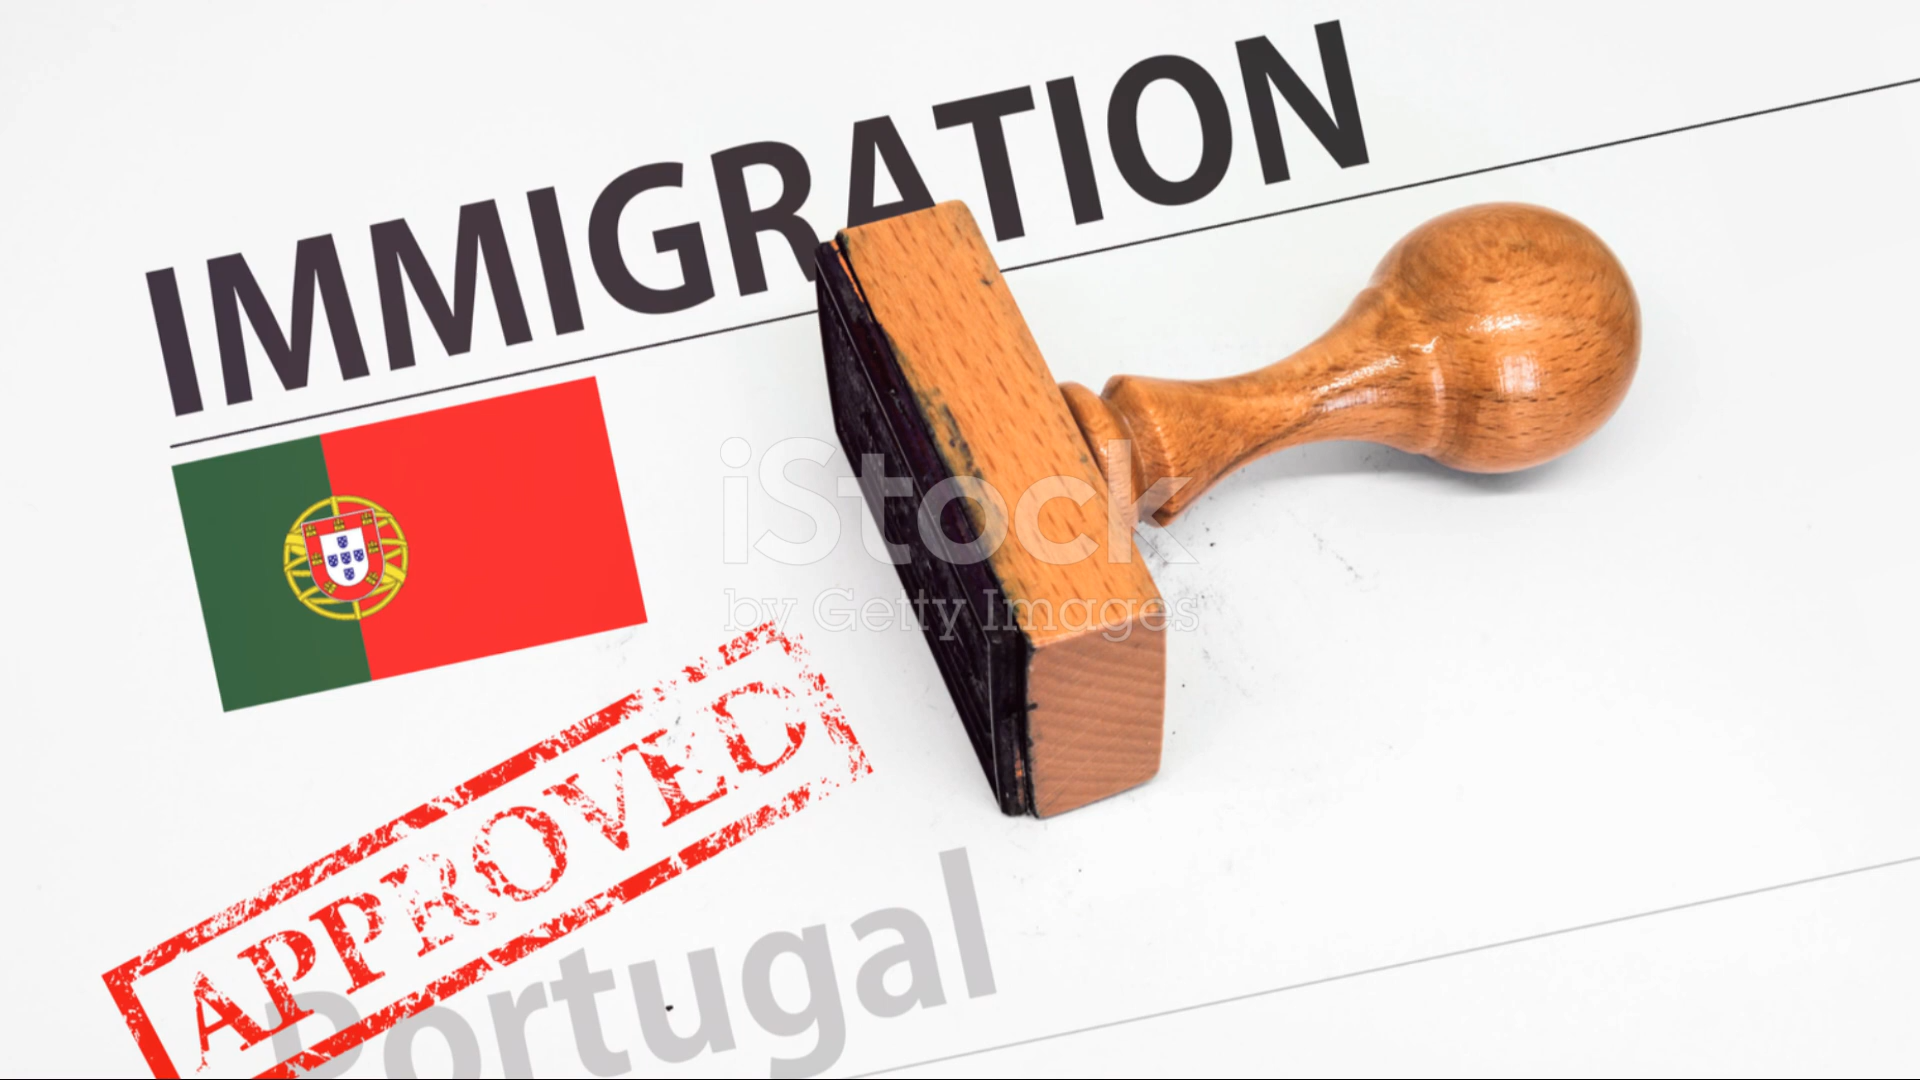 IMMIGRATION
iStock
by Getty Images
APPROVED
Portugal